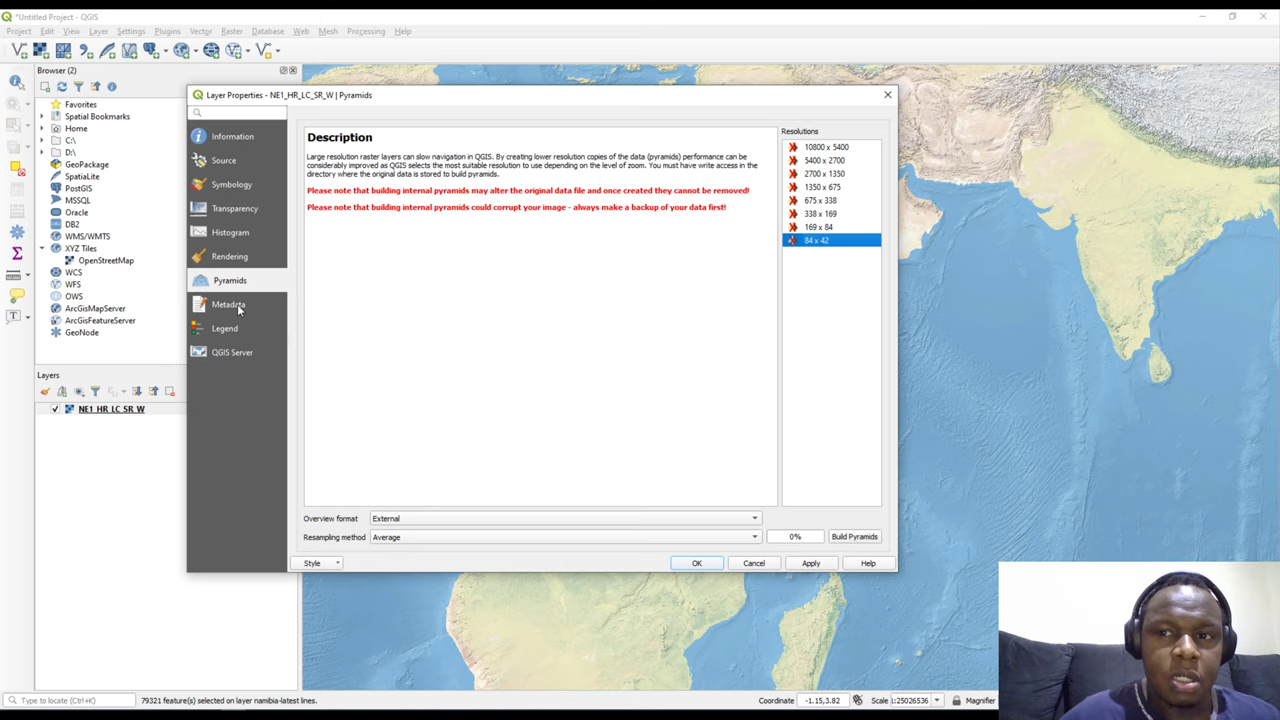 *Untitled Project - QGIS
Project Edit View Layer Settings Plugins Vector Raster Database Web Mesh Processing Help
Browser (2)
Favorites
Spatial Bookmarks
Home
C:\
D:\
GeoPackage
SpatiaLite
PostGIS
MSSQL
Oracle
DB2
WMS/WMTS
XYZ Tiles
OpenStreetMap
WCS
WFS
OWS
ArcGisMapServer
ArcGisFeatureServer
GeoNode
Layers
NE1_HR_LC_SR_W
Layer Properties - NE1_HR_LC_SR_W | Pyramids
Information
Source
Symbology
Transparency
Histogram
Rendering
Pyramids
Metadata
Legend
QGIS Server
Description
Large resolution raster layers can slow navigation in QGIS. By creating lower resolution copies of the data (pyramids) performance can be
considerably improved as QGIS selects the most suitable resolution to use depending on the level of zoom. You must have write access in the
directory where the original data is stored to build pyramids.
Please note that building internal pyramids may alter the original data file and once created they cannot be removed!
Please note that building internal pyramids could corrupt your image - always make a backup of your data first!
Resolutions
10800 x 5400
5400 x 2700
2700 x 1350
1350 x 675
675 x 338
338 x 169
169 x 84
84 x 42
Overview format External
Resampling method Average 0% Build Pyramids
Style OK Cancel Apply Help
Type to locate (Ctrl+K) 79321 feature(s) selected on layer namibia-latest lines. Coordinate -1.15,3.82 Scale 1:25026536 Magnifier